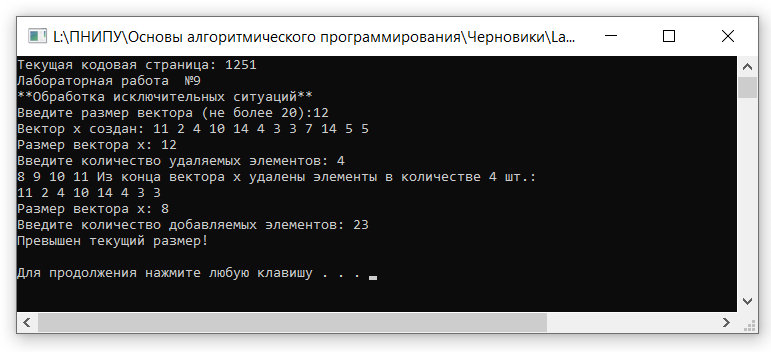 L:\ПНИПУ\Основы алгоритмического программирования\Черновики\La...
Текущая кодовая страница: 1251
Лабораторная работа  №9
**Обработка исключительных ситуаций**
Введите размер вектора (не более 20):12
Вектор x создан: 11 2 4 10 14 4 3 3 7 14 5 5
Размер вектора x: 12
Введите количество удаляемых элементов: 4
8 9 10 11 Из конца вектора x удалены элементы в количестве 4 шт.:
11 2 4 10 14 4 3 3
Размер вектора x: 8
Введите количество добавляемых элементов: 23
Превышен текущий размер!
Для продолжения нажмите любую клавишу . . .